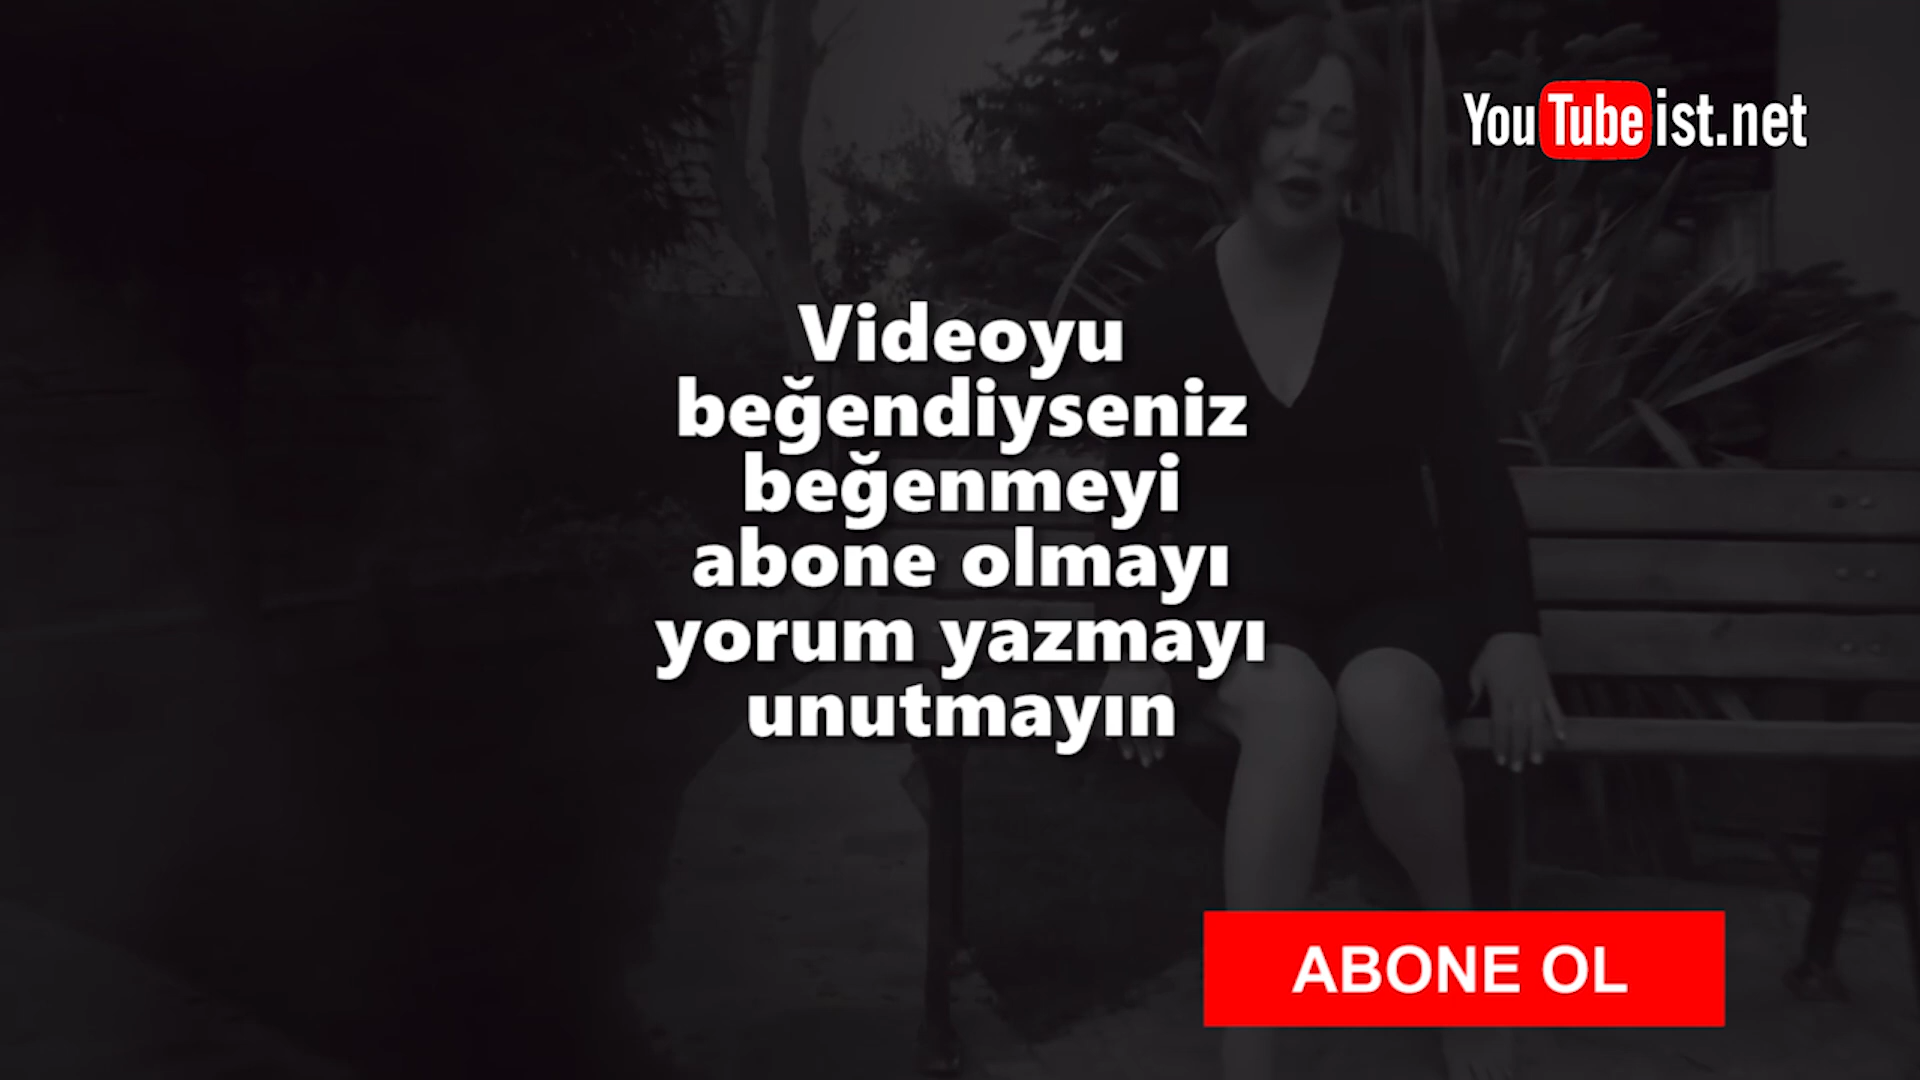 YouTubeist.net
Videoyu
beğendiyseniz
beğenmeyi
abone olmayı
yorum yazmayı
unutmayın
ABONE OL